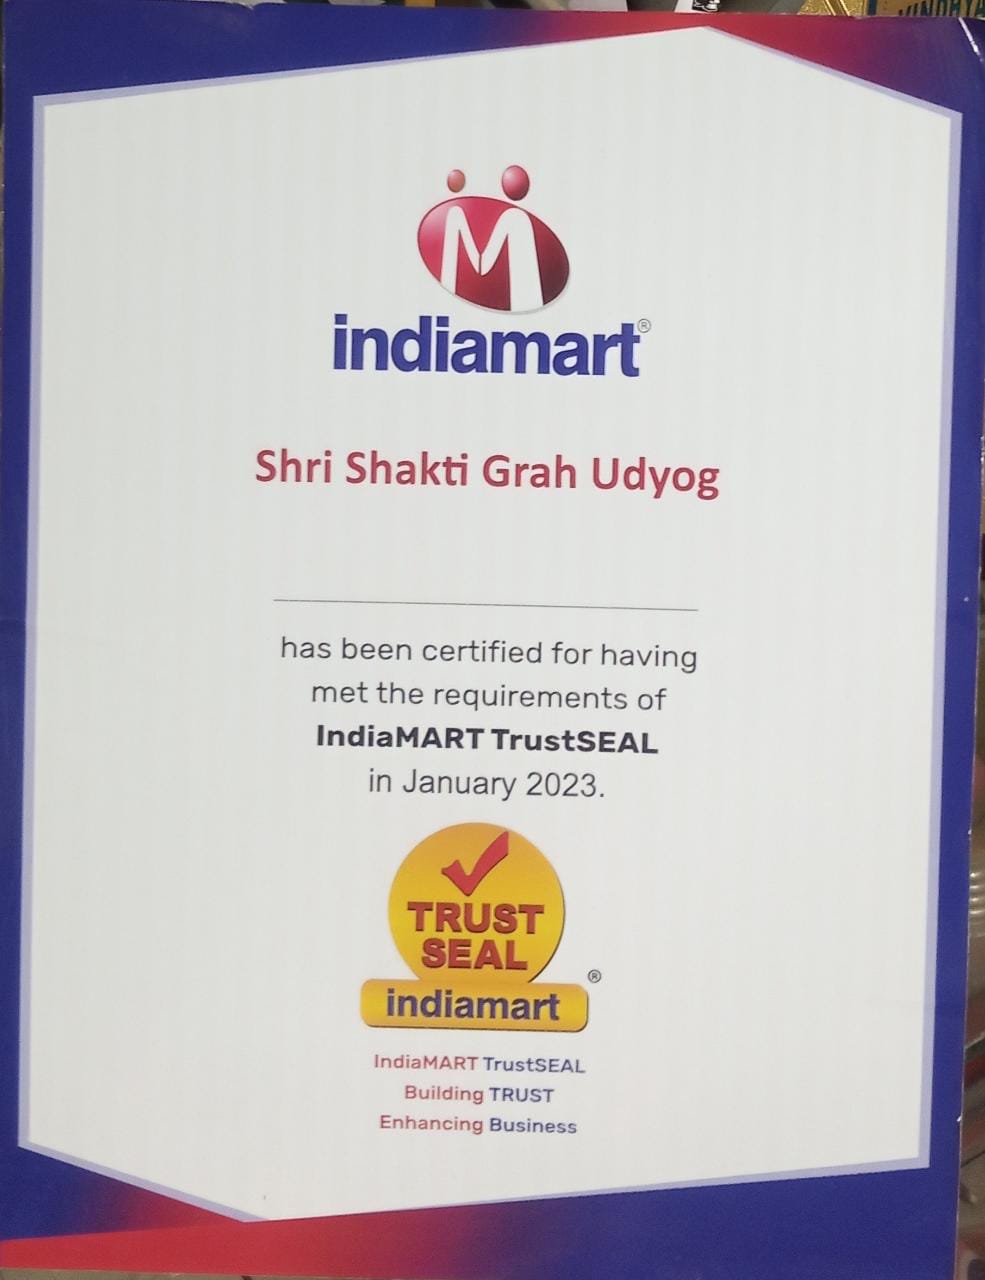 VINDHYA
indiamart®
Shri Shakti Grah Udyog
has been certified for having
met the requirements of
IndiaMART TrustSEAL
in January 2023.
TRUST
SEAL
indiamart®
IndiaMART TrustSEAL
Building TRUST
Enhancing Business